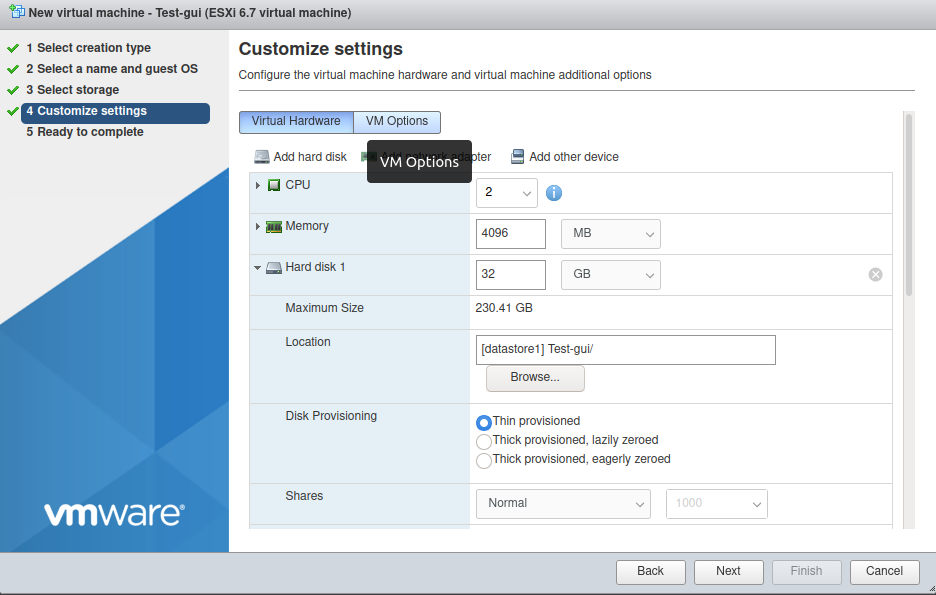 New virtual machine - Test-gui (ESXi 6.7 virtual machine)
1 Select creation type
2 Select a name and guest OS
3 Select storage
4 Customize settings
5 Ready to complete
vmware®
Customize settings
Configure the virtual machine hardware and virtual machine additional options
Virtual Hardware VM Options
Add hard disk Add network adapter Add other device
VM Options
CPU 2
Memory 4096 MB
Hard disk 1 32 GB
Maximum Size 230.41 GB
Location [datastore1] Test-gui/
Browse...
Disk Provisioning
Thin provisioned
Thick provisioned, lazily zeroed
Thick provisioned, eagerly zeroed
Shares Normal 1000
Back Next Finish Cancel